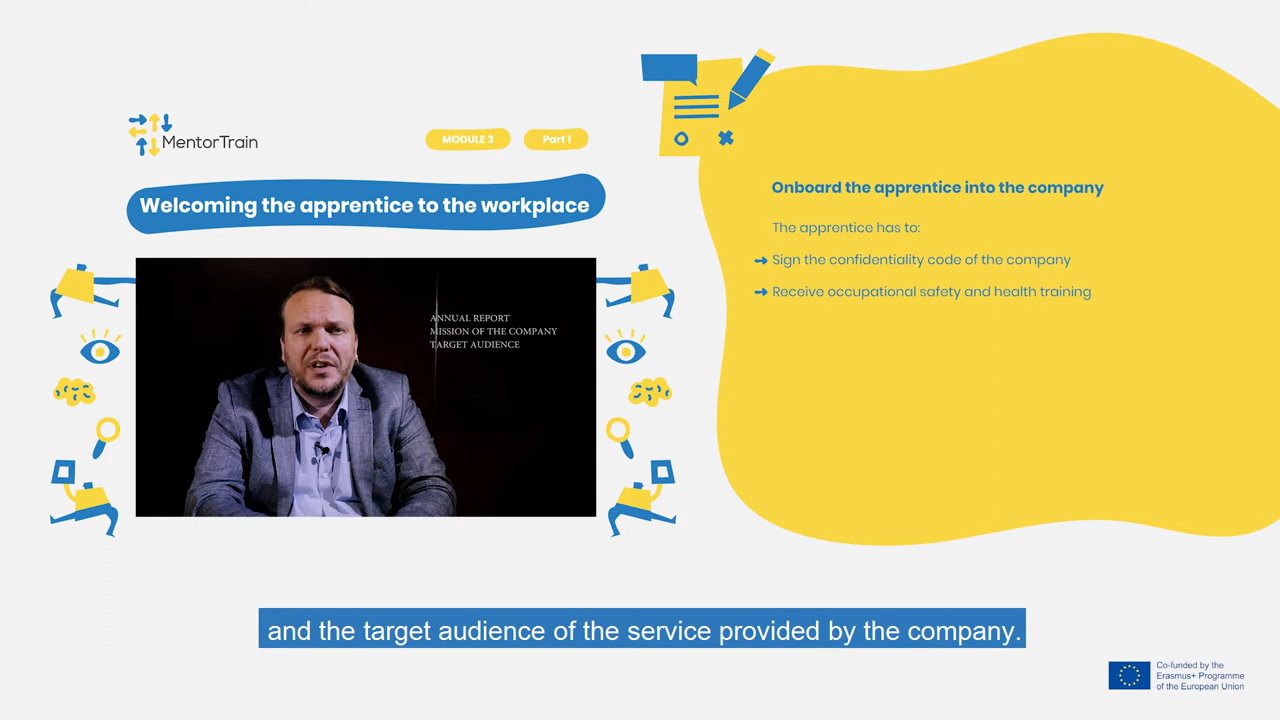 MentorTrain
MODULE 3
Part 1
Welcoming the apprentice to the workplace
ANNUAL REPORT
MISSION OF THE COMPANY
TARGET AUDIENCE
Onboard the apprentice into the company
The apprentice has to:
Sign the confidentiality code of the company
Receive occupational safety and health training
and the target audience of the service provided by the company.
Co-funded by the
Erasmus+ Programme
of the European Union